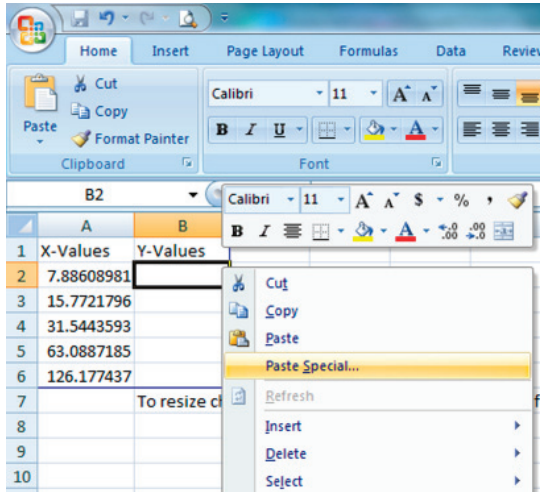 Home Insert Page Layout Formulas Data Review
Cut
Calibri 11 A A
Copy
Paste
B I U A
Format Painter
Clipboard Font
B2
Calibri 11 A A $ % ,
B I A .00 .0
A B
1 X-Values Y-Values
2 7.88608981
Cut
3 15.7721796
Copy
4 31.5443593
Paste
5 63.0887185
Paste Special...
6 126.177437
7 To resize ch
Refresh
8
Insert
9
Delete
10
Select